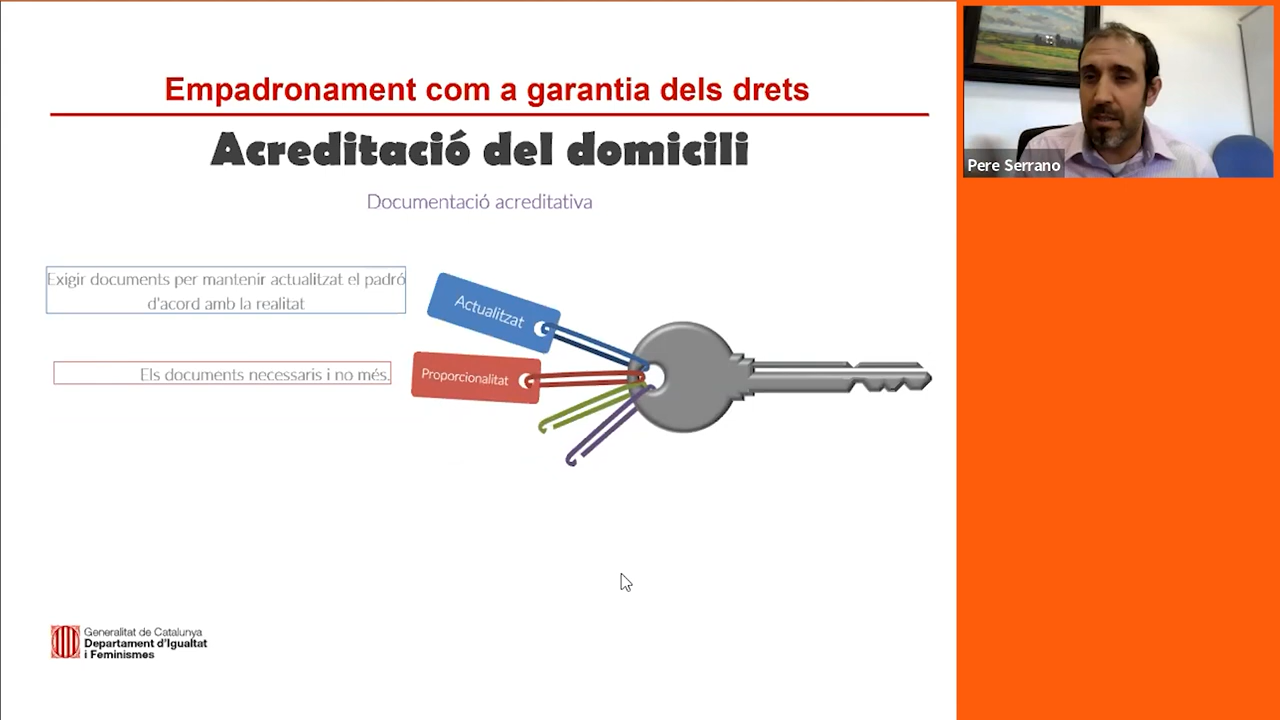 Empadronament com a garantia dels drets
Acreditació del domicili
Documentació acreditativa
Exigir documents per mantenir actualitzat el padró
d'acord amb la realitat
Actualitzat
Els documents necessaris i no més.
Proporcionalitat
Generalitat de Catalunya
Departament d'Igualtat
i Feminismes
Pere Serrano